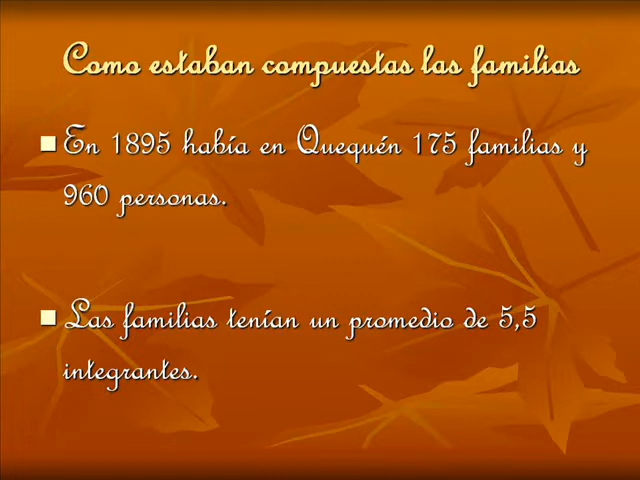 Como estaban compuestas las familias
En 1895 había en Quequén 175 familias y
960 personas.
Las familias tenían un promedio de 5,5
integrantes.